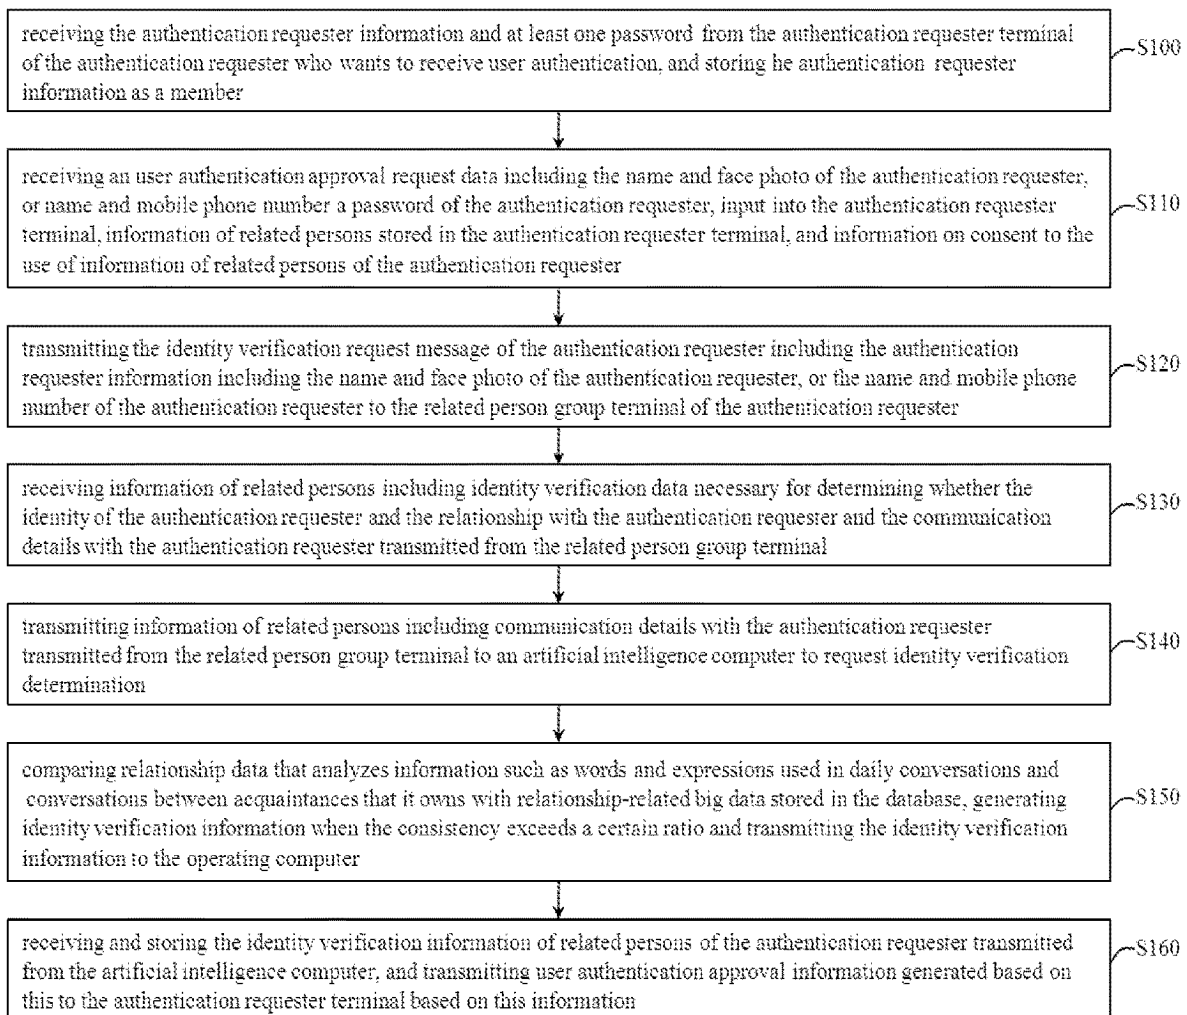 receiving the authentication requester information and at least one password from the authentication requester terminal
of the authentication requester who wants to receive user authentication, and storing he authentication requester
information as a member
S100
receiving an user authentication approval request data including the name and face photo of the authentication requester,
or name and mobile phone number a password of the authentication requester, input into the authentication requester
terminal, information of related persons stored in the authentication requester terminal, and information on consent to the
use of information of related persons of the authentication requester
S110
transmitting the identity verification request message of the authentication requester including the authentication
requester information including the name and face photo of the authentication requester, or the name and mobile phone
number of the authentication requester to the related person group terminal of the authentication requester
S120
receiving information of related persons including identity verification data necessary for determining whether the
identity of the authentication requester and the relationship with the authentication requester and the communication
details with the authentication requester transmitted from the related person group terminal
S130
transmitting information of related persons including communication details with the authentication requester
transmitted from the related person group terminal to an artificial intelligence computer to request identity verification
determination
S140
comparing relationship data that analyzes information such as words and expressions used in daily conversations and
conversations between acquaintances that it owns with relationship-related big data stored in the database, generating
identity verification information when the consistency exceeds a certain ratio and transmitting the identity verification
information to the operating computer
S150
receiving and storing the identity verification information of related persons of the authentication requester transmitted
from the artificial intelligence computer, and transmitting user authentication approval information generated based on
this to the authentication requester terminal based on this information
S160